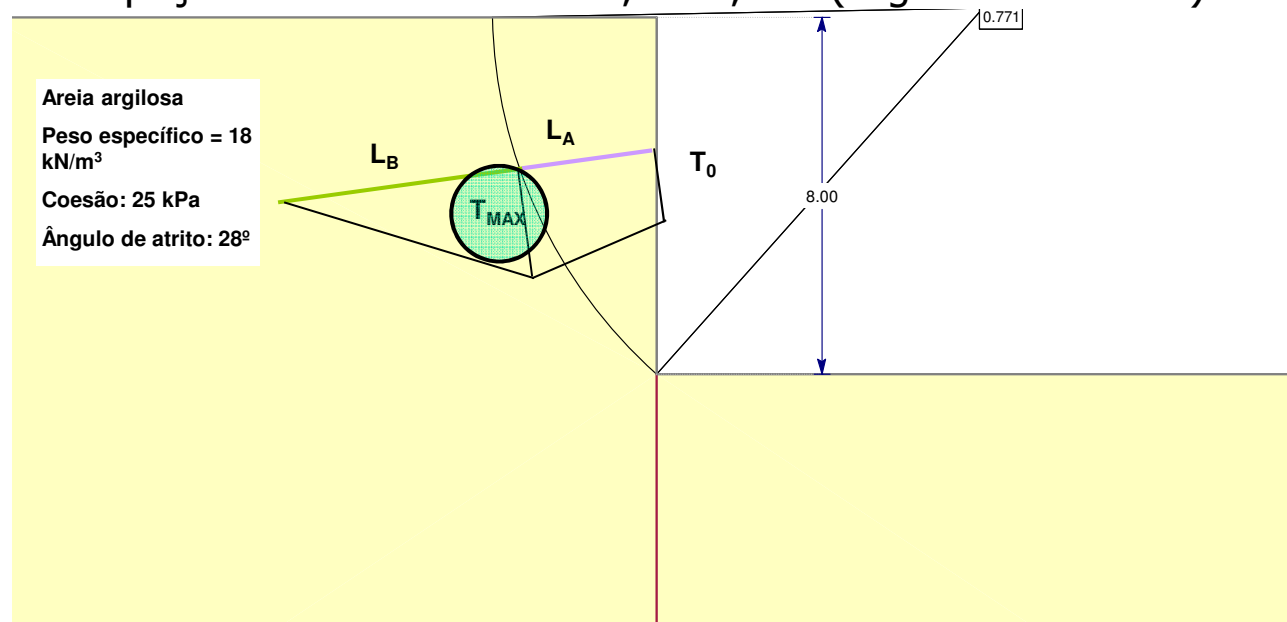 0.771
Areia argilosa
Peso específico = 18
kN/m³
Coesão: 25 kPa
Ângulo de atrito: 28º
L_B
L_A
T_0
T_MAX
8.00